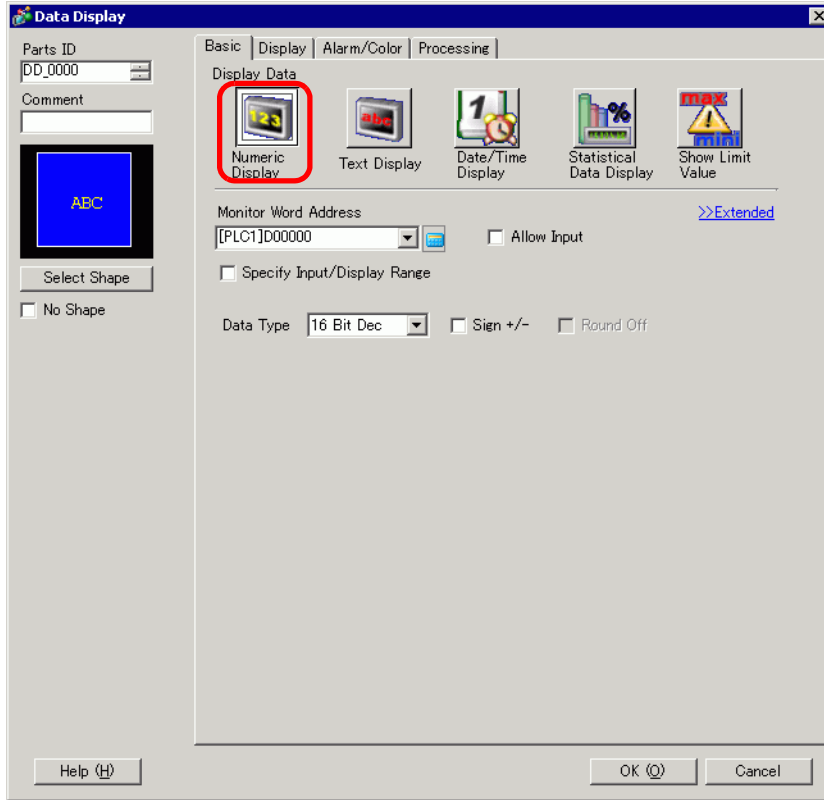 Data Display
Parts ID
DD_0000
Comment
ABC
Select Shape
No Shape
Basic
Display
Alarm/Color
Processing
Display Data
123
Numeric
Display
abc
Text Display
1
Date/Time
Display
%
Statistical
Data Display
max
mini
Show Limit
Value
Monitor Word Address
>>Extended
[PLC1]D00000
Allow Input
Specify Input/Display Range
Data Type
16 Bit Dec
Sign +/-
Round Off
Help (H)
OK (O)
Cancel